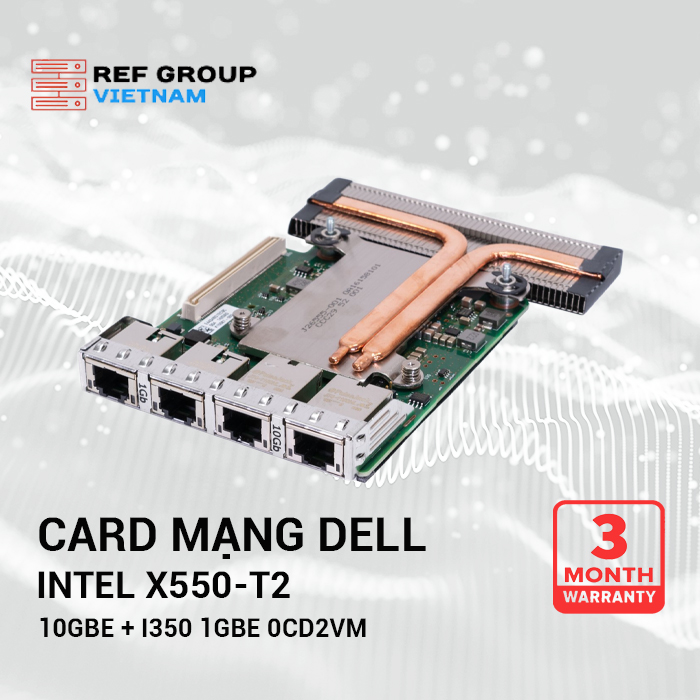 REF GROUP
VIETNAM
1Gb
10Gb
CARD MẠNG DELL
INTEL X550-T2
10GBE + I350 1GBE 0CD2VM
3
MONTH
WARRANTY